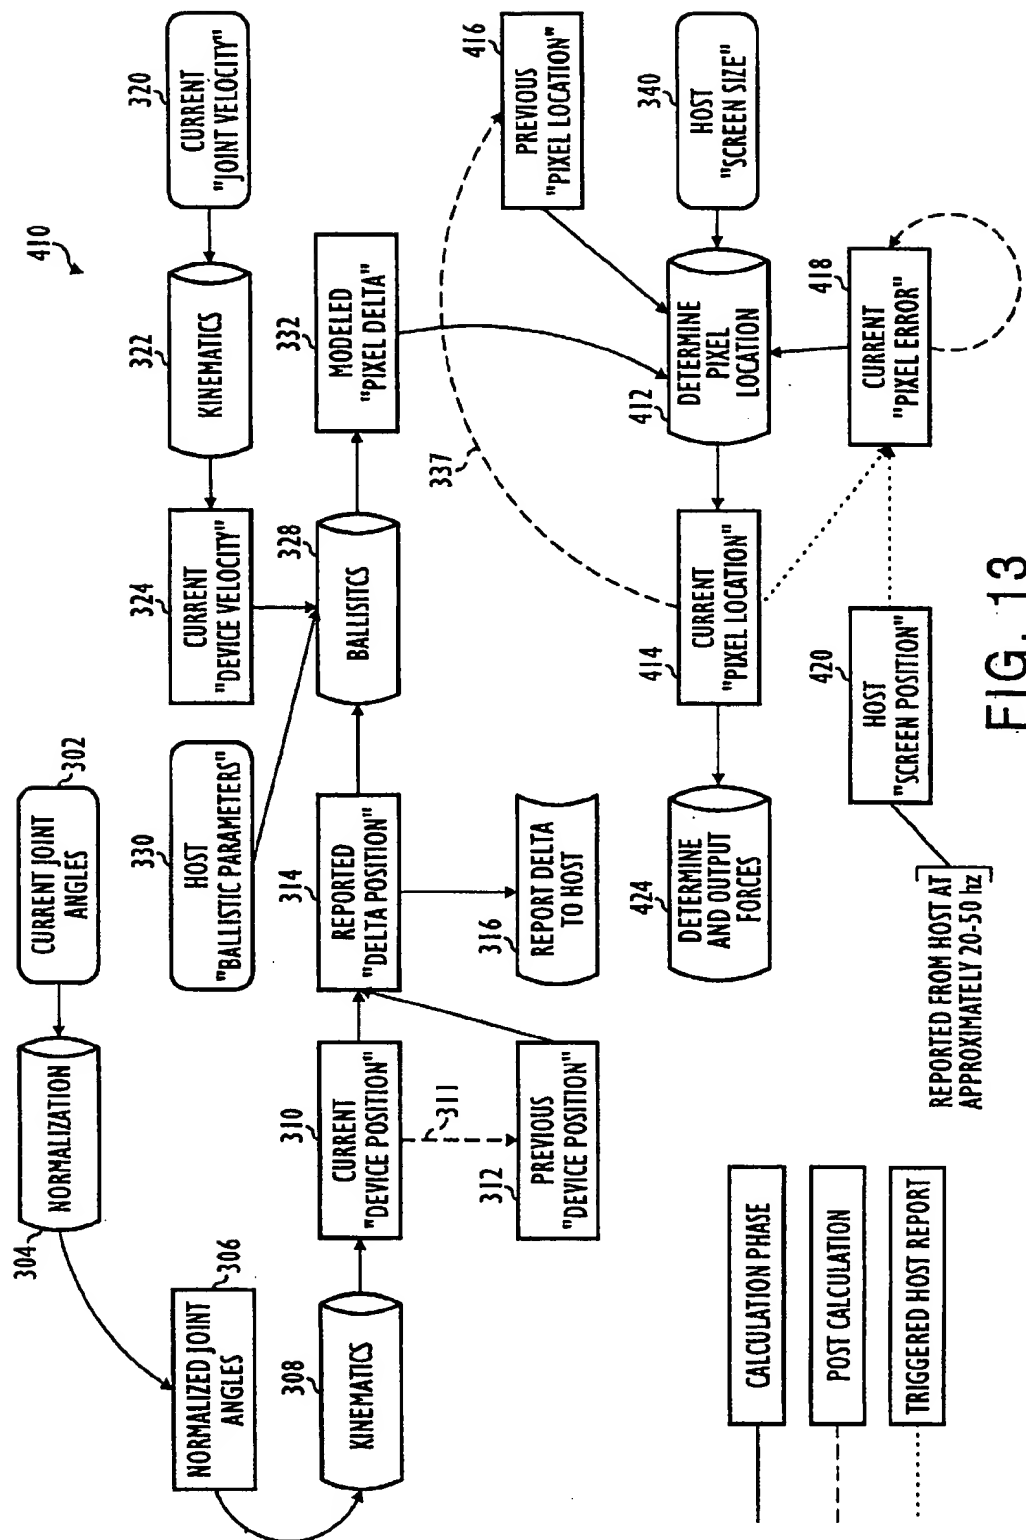 302
CURRENT JOINT
ANGLES
304
NORMALIZATION
306
NORMALIZED JOINT
ANGLES
308
KINEMATICS
410
320
CURRENT
"JOINT VELOCITY"
322
KINEMATICS
324
CURRENT
"DEVICE VELOCITY"
330
HOST
"BALLISTIC PARAMETERS"
310
CURRENT
"DEVICE POSITION"
311
312
PREVIOUS
"DEVICE POSITION"
314
REPORTED
"DELTA POSITION"
316
REPORT DELTA
TO HOST
328
BALLISITCS
332
MODELED
"PIXEL DELTA"
337
416
PREVIOUS
"PIXEL LOCATION"
340
HOST
"SCREEN SIZE"
412
DETERMINE
PIXEL
LOCATION
414
CURRENT
"PIXEL LOCATION"
418
CURRENT
"PIXEL ERROR"
420
HOST
"SCREEN POSITION"
424
DETERMINE
AND OUTPUT
FORCES
REPORTED FROM HOST AT
APPROXIMATELY 20-50 hz
CALCULATION PHASE
POST CALCULATION
TRIGGERED HOST REPORT
FIG. 13